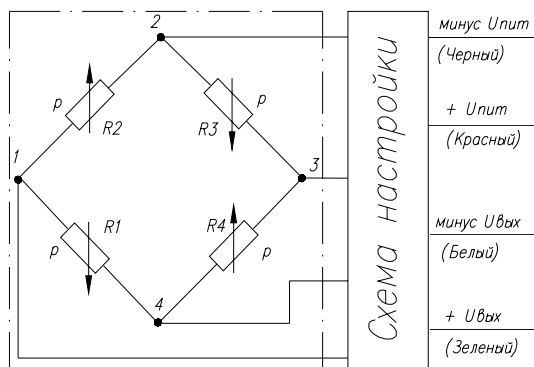 2
минус Uпит
(Черный)
p
R2
R3
p
+ Uпит
(Красный)
1
3
Схема настройки
R1
R4
p
p
минус Uвых
(Белый)
4
+ Uвых
(Зеленый)